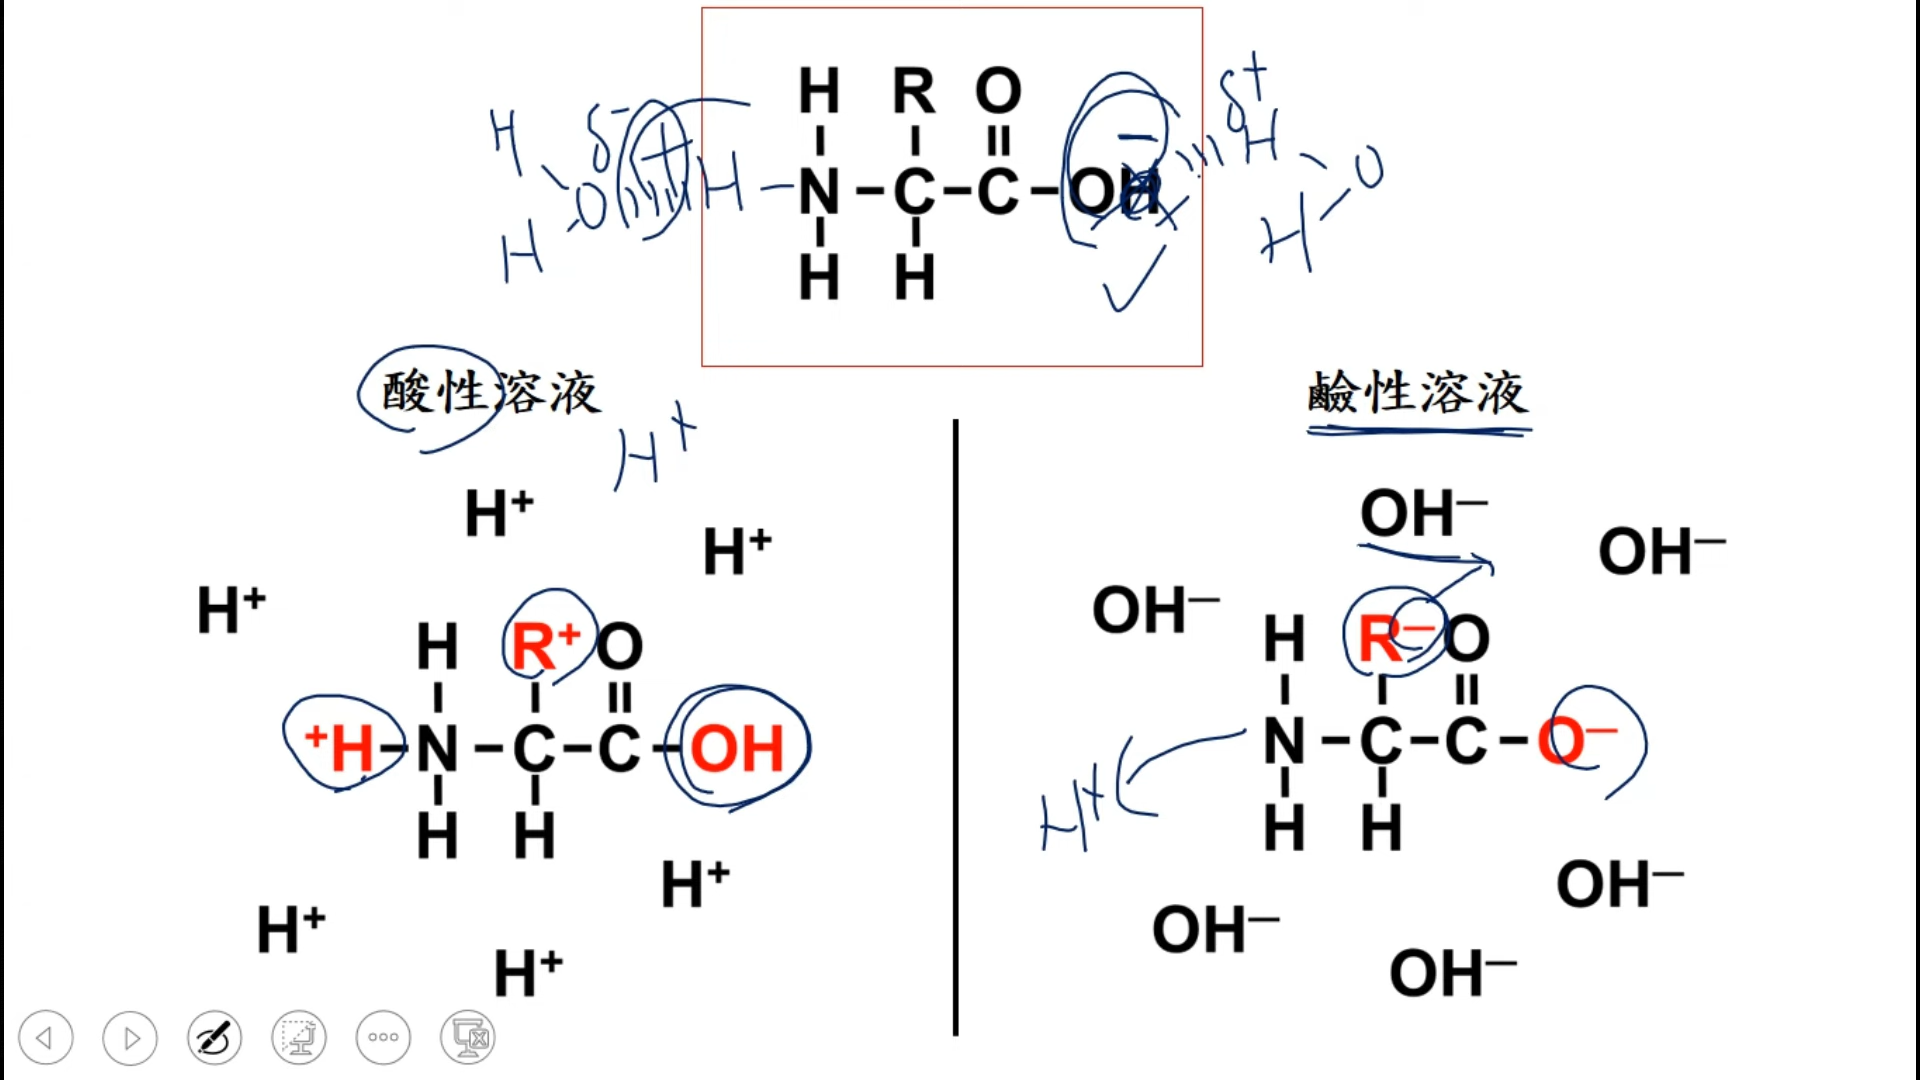 H R O
δ⁻ δ+
H + H − H
O H N C C OH O
H H H H
酸性溶液
鹼性溶液
H+
H+ OH—
H+ OH—
H+ OH—
H R+ O
H R— O
+H N C C OH
N C C O—
H+
H H
H H
H+ OH—
H+ OH—
H+ OH—